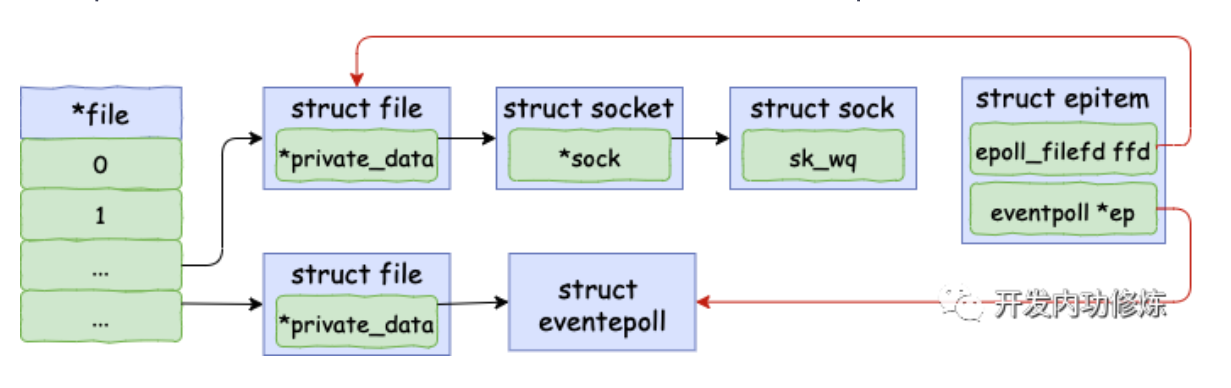 *file
0
1
...
...
struct file
*private_data
struct socket
*sock
struct sock
sk_wq
struct epitem
epoll_filefd ffd
eventpoll *ep
struct file
*private_data
struct
eventepoll
开发内功修炼